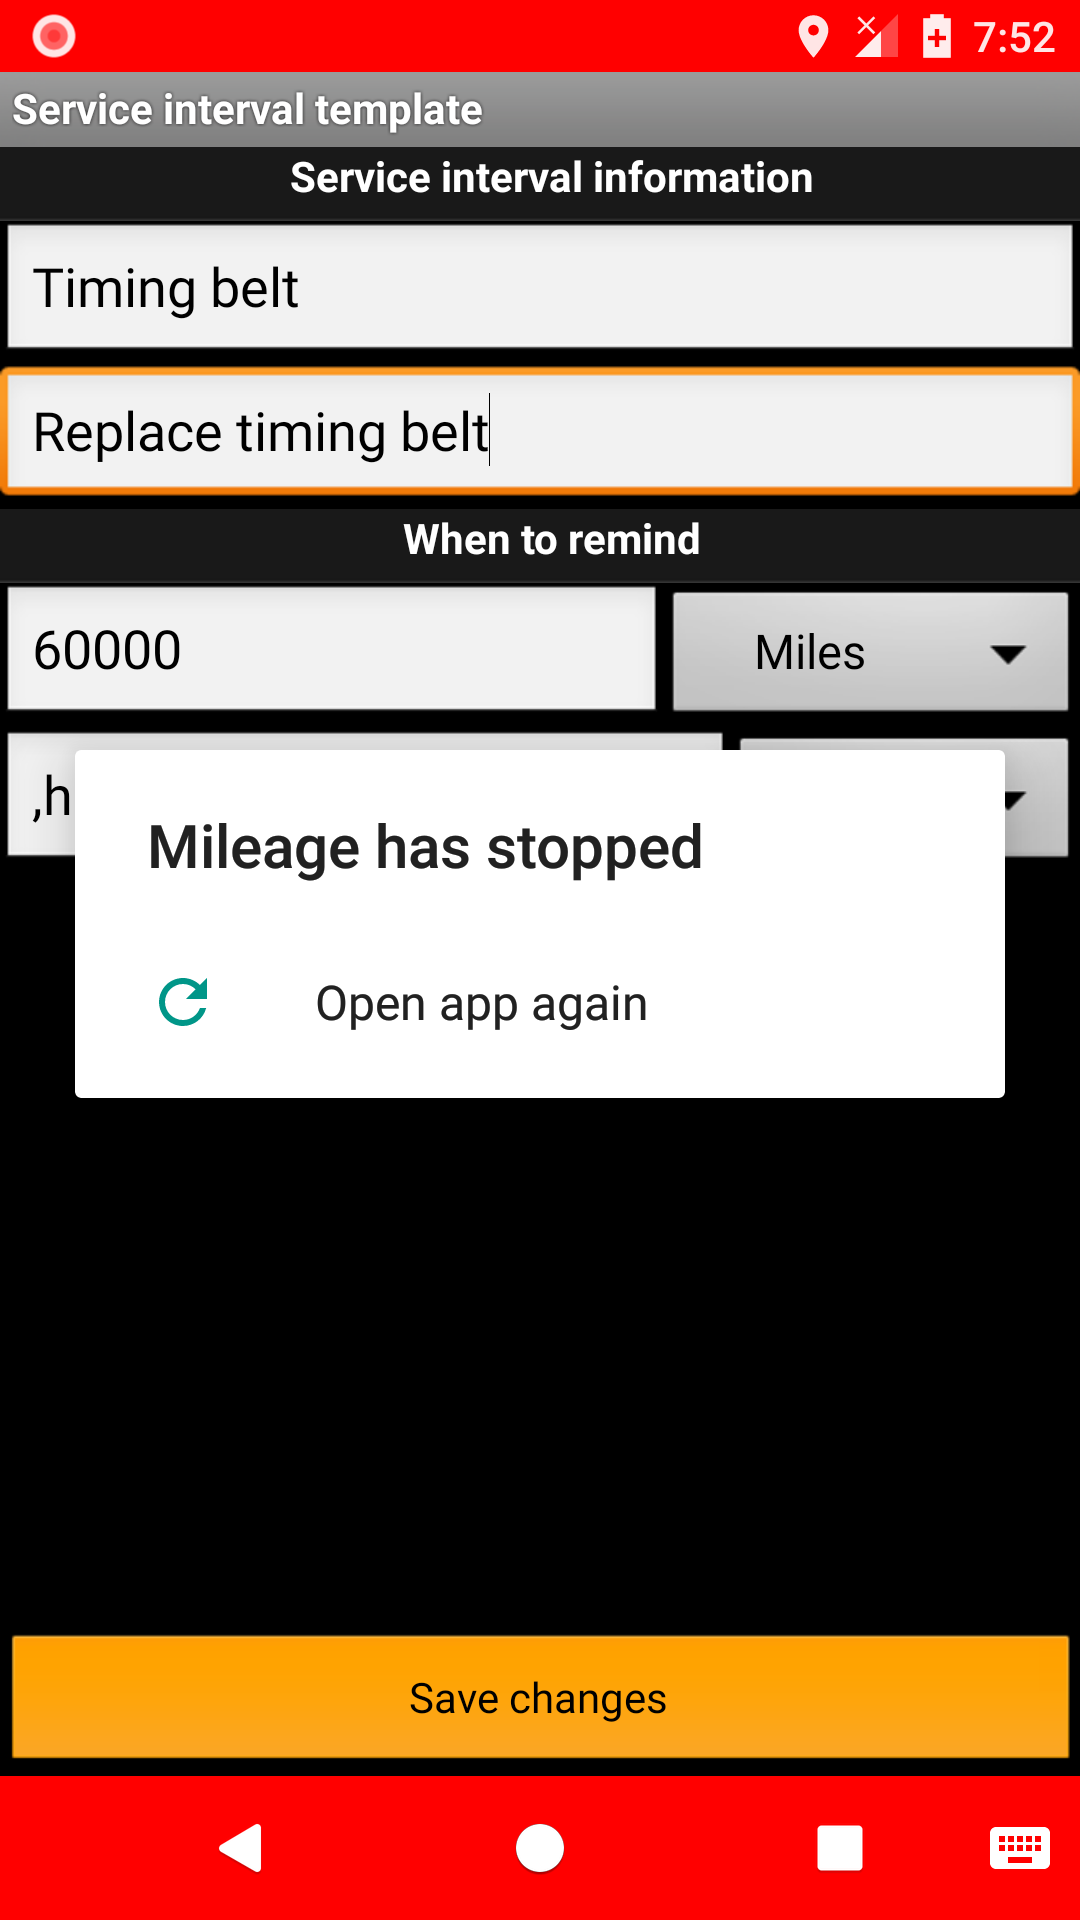 7:52
Service interval template
Service interval information
Timing belt
Replace timing belt
When to remind
60000
Miles
,h
Mileage has stopped
Open app again
Save changes